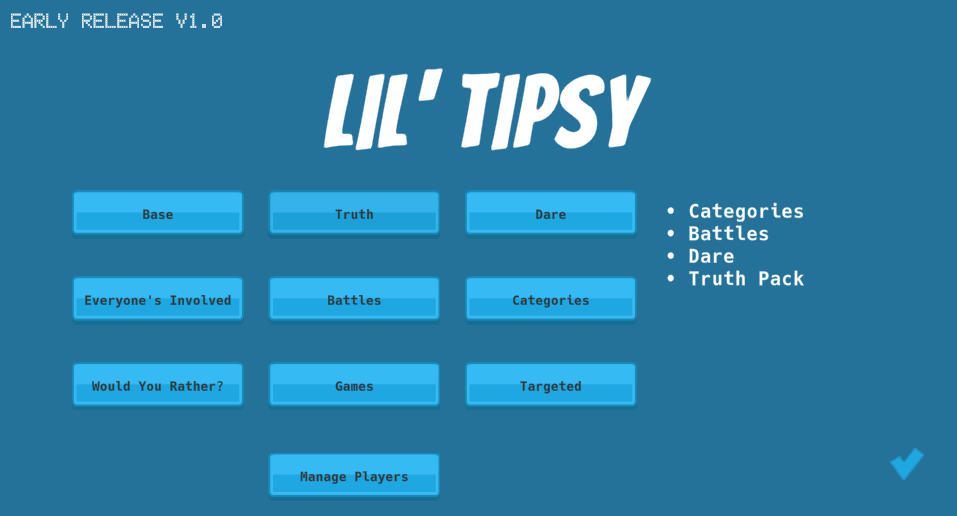 EARLY RELEASE V1.0
LIL' TIPSY
Base
Truth
Dare
Everyone's Involved
Battles
Categories
Would You Rather?
Games
Targeted
Manage Players
• Categories
• Battles
• Dare
• Truth Pack